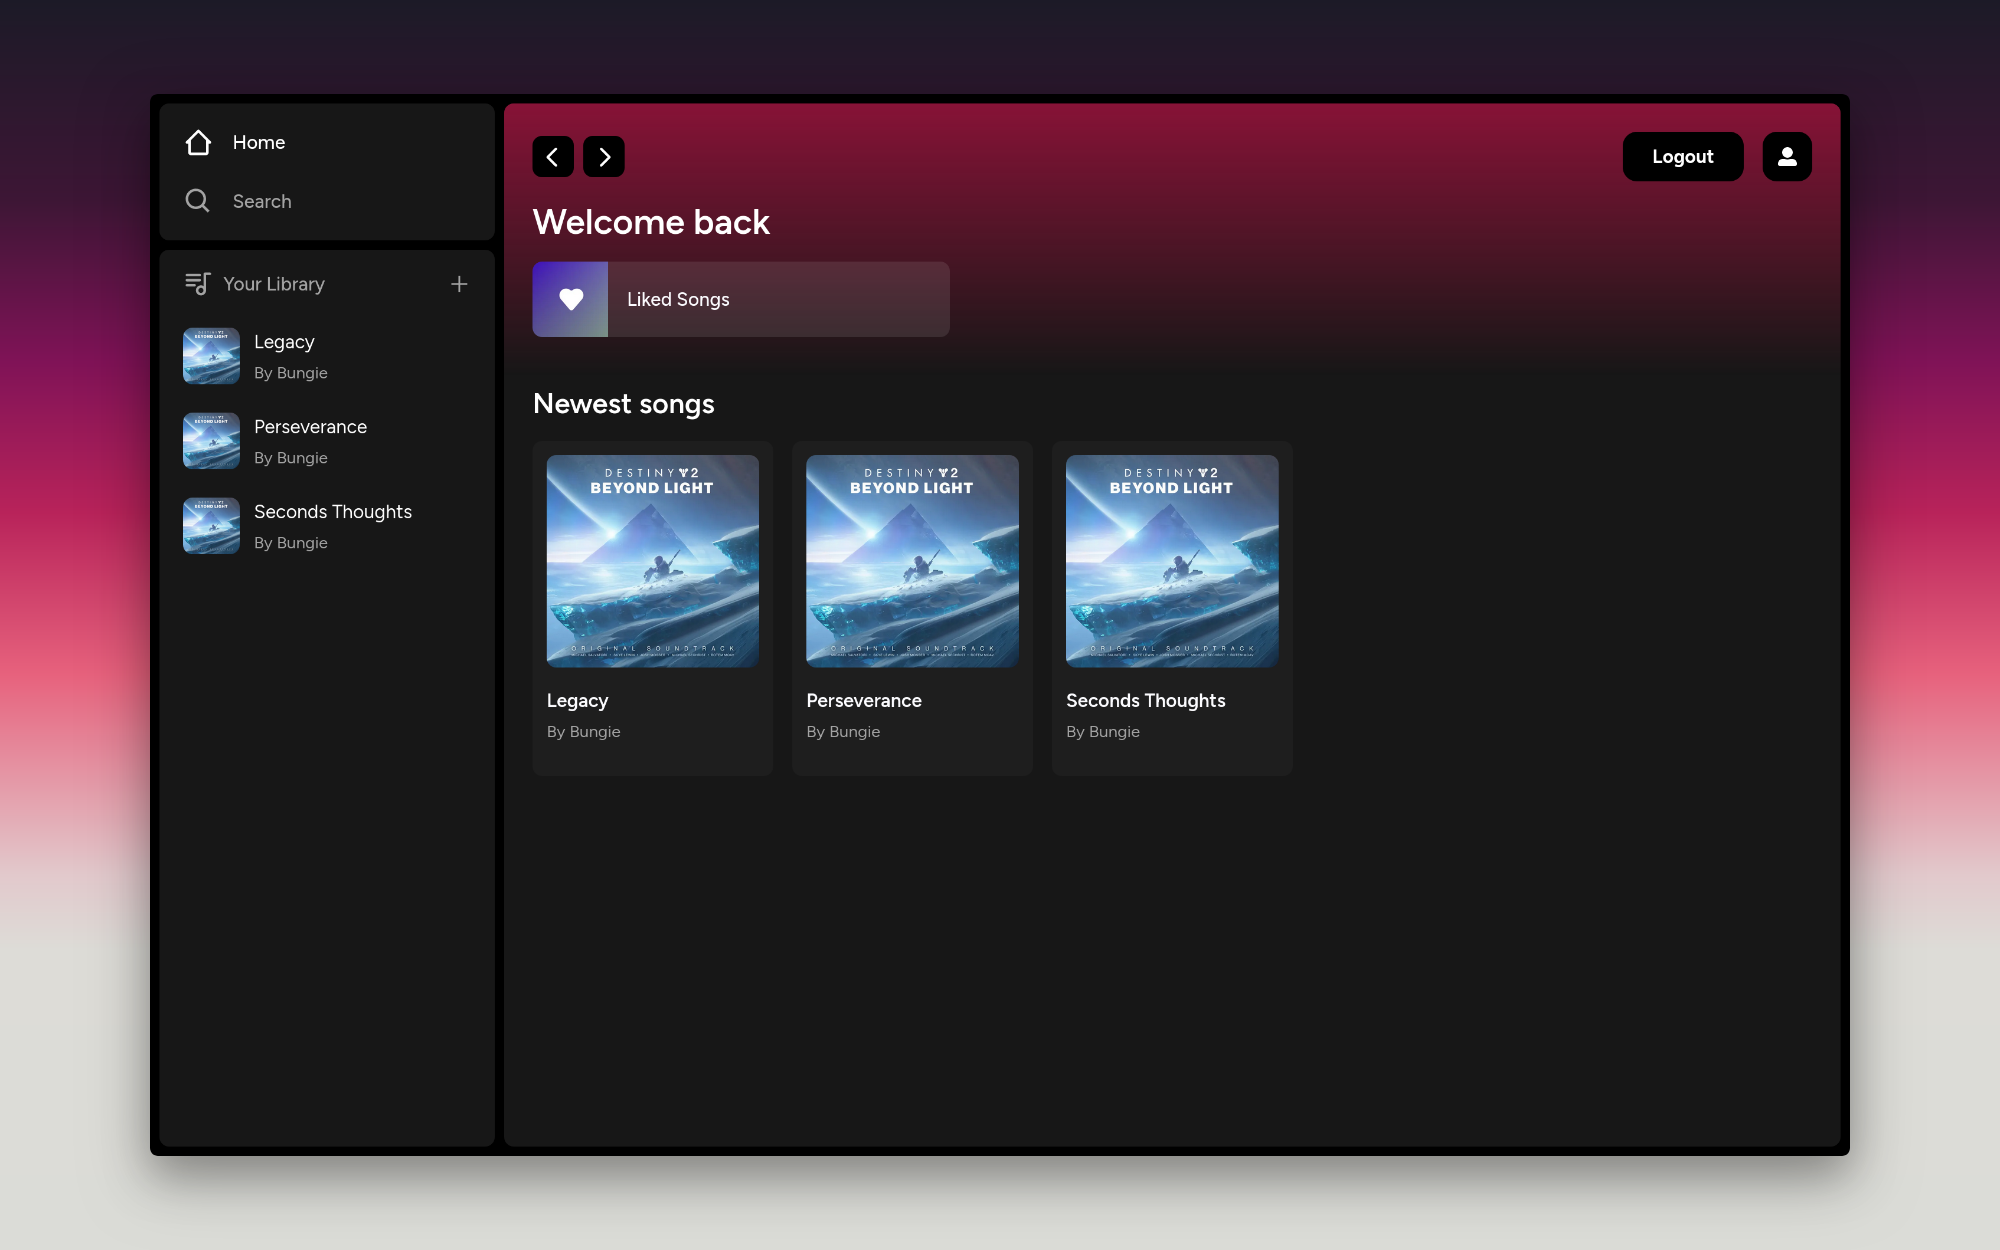 Home
Search
Your Library
Legacy
By Bungie
Perseverance
By Bungie
Seconds Thoughts
By Bungie
Logout
Welcome back
Liked Songs
Newest songs
DESTINY 2
BEYOND LIGHT
ORIGINAL SOUNDTRACK
Legacy
By Bungie
DESTINY 2
BEYOND LIGHT
ORIGINAL SOUNDTRACK
Perseverance
By Bungie
DESTINY 2
BEYOND LIGHT
ORIGINAL SOUNDTRACK
Seconds Thoughts
By Bungie